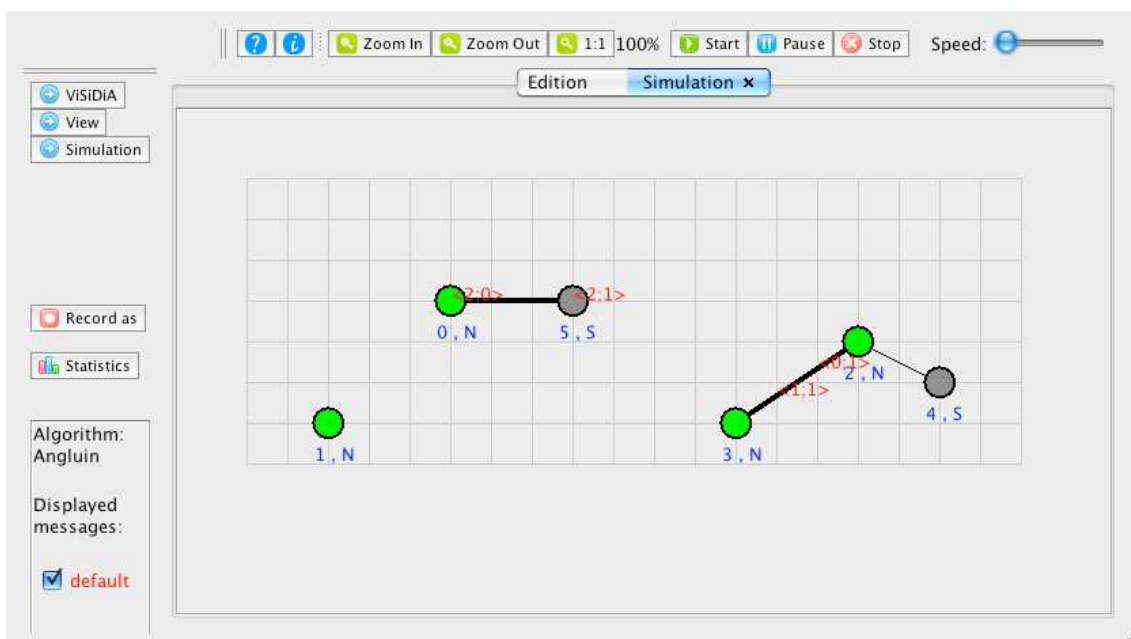 Zoom In Zoom Out 1:1 100% Start Pause Stop Speed:
Edition Simulation ×
ViSiDiA
View
Simulation
Record as
Statistics
Algorithm:
Angluin
Displayed
messages:
default
<2;0> <2;1>
0 , N 5 , S
<0;1>
2 , N
<1;1>
4 , S
1 , N 3 , N